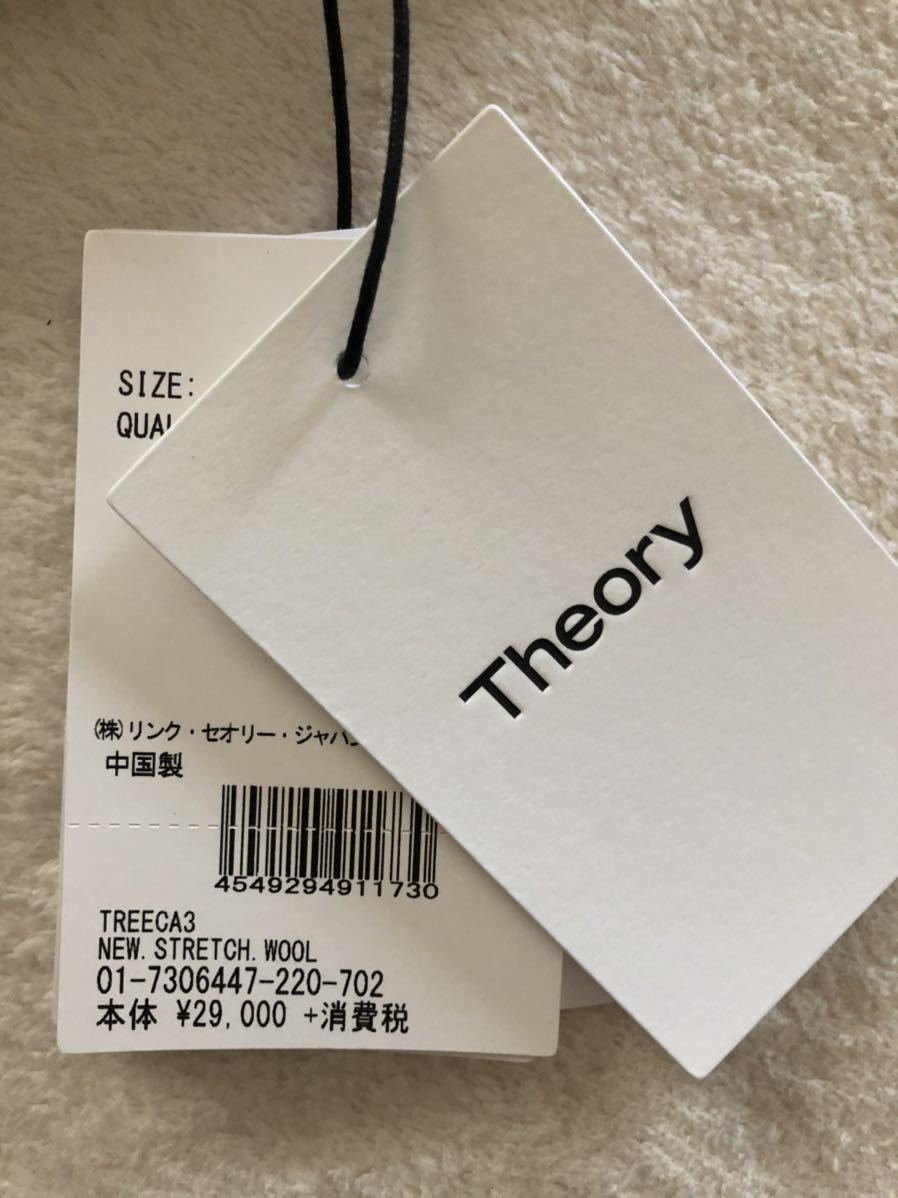 SIZE:
Theory
(株)リンク・セオリー・ジャパン
中国製
4549294911730
TREECA3
NEW. STRETCH. WOOL
01-7306447-220-702
本体 ¥29,000 +消費税